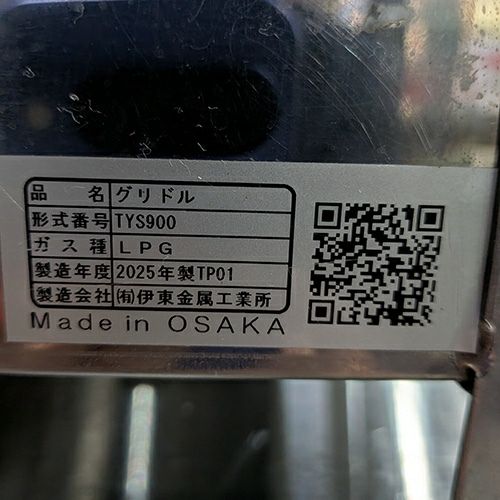 品 名 グリドル
形式番号 TYS900
ガス種 LPG
製造年度 2025年製TP01
製造会社 ㈲伊東金属工業所
Made in OSAKA